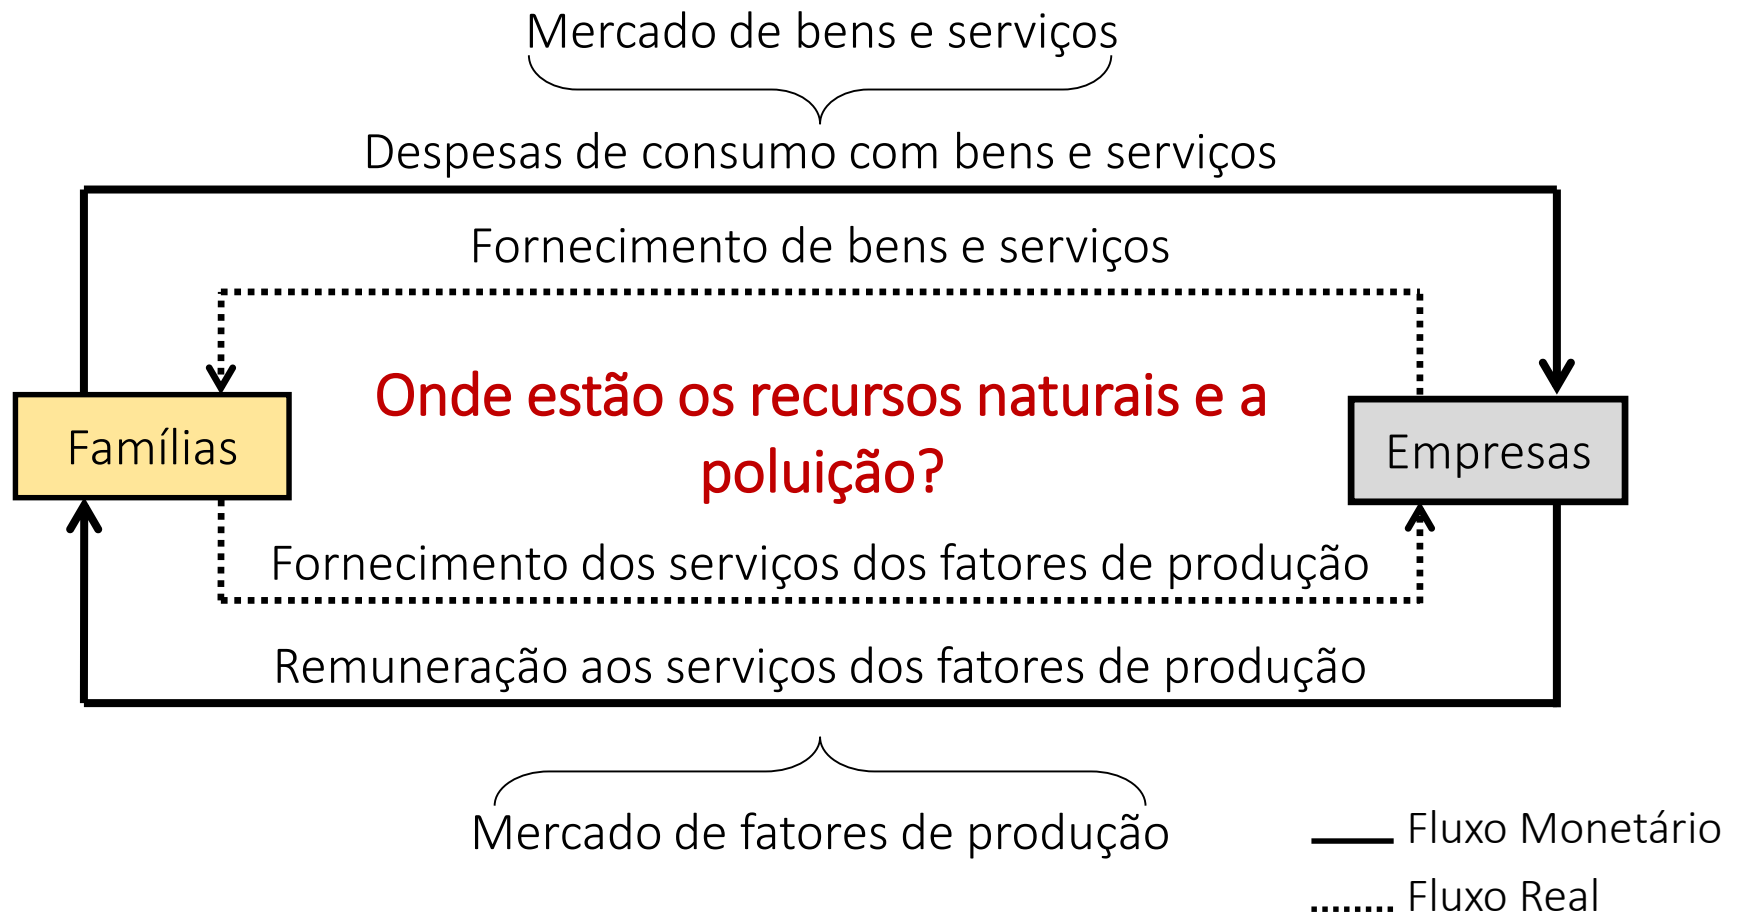 Mercado de bens e serviços
Despesas de consumo com bens e serviços
Fornecimento de bens e serviços
Onde estão os recursos naturais e a
poluição?
Famílias
Empresas
Fornecimento dos serviços dos fatores de produção
Remuneração aos serviços dos fatores de produção
Mercado de fatores de produção
Fluxo Monetário
Fluxo Real